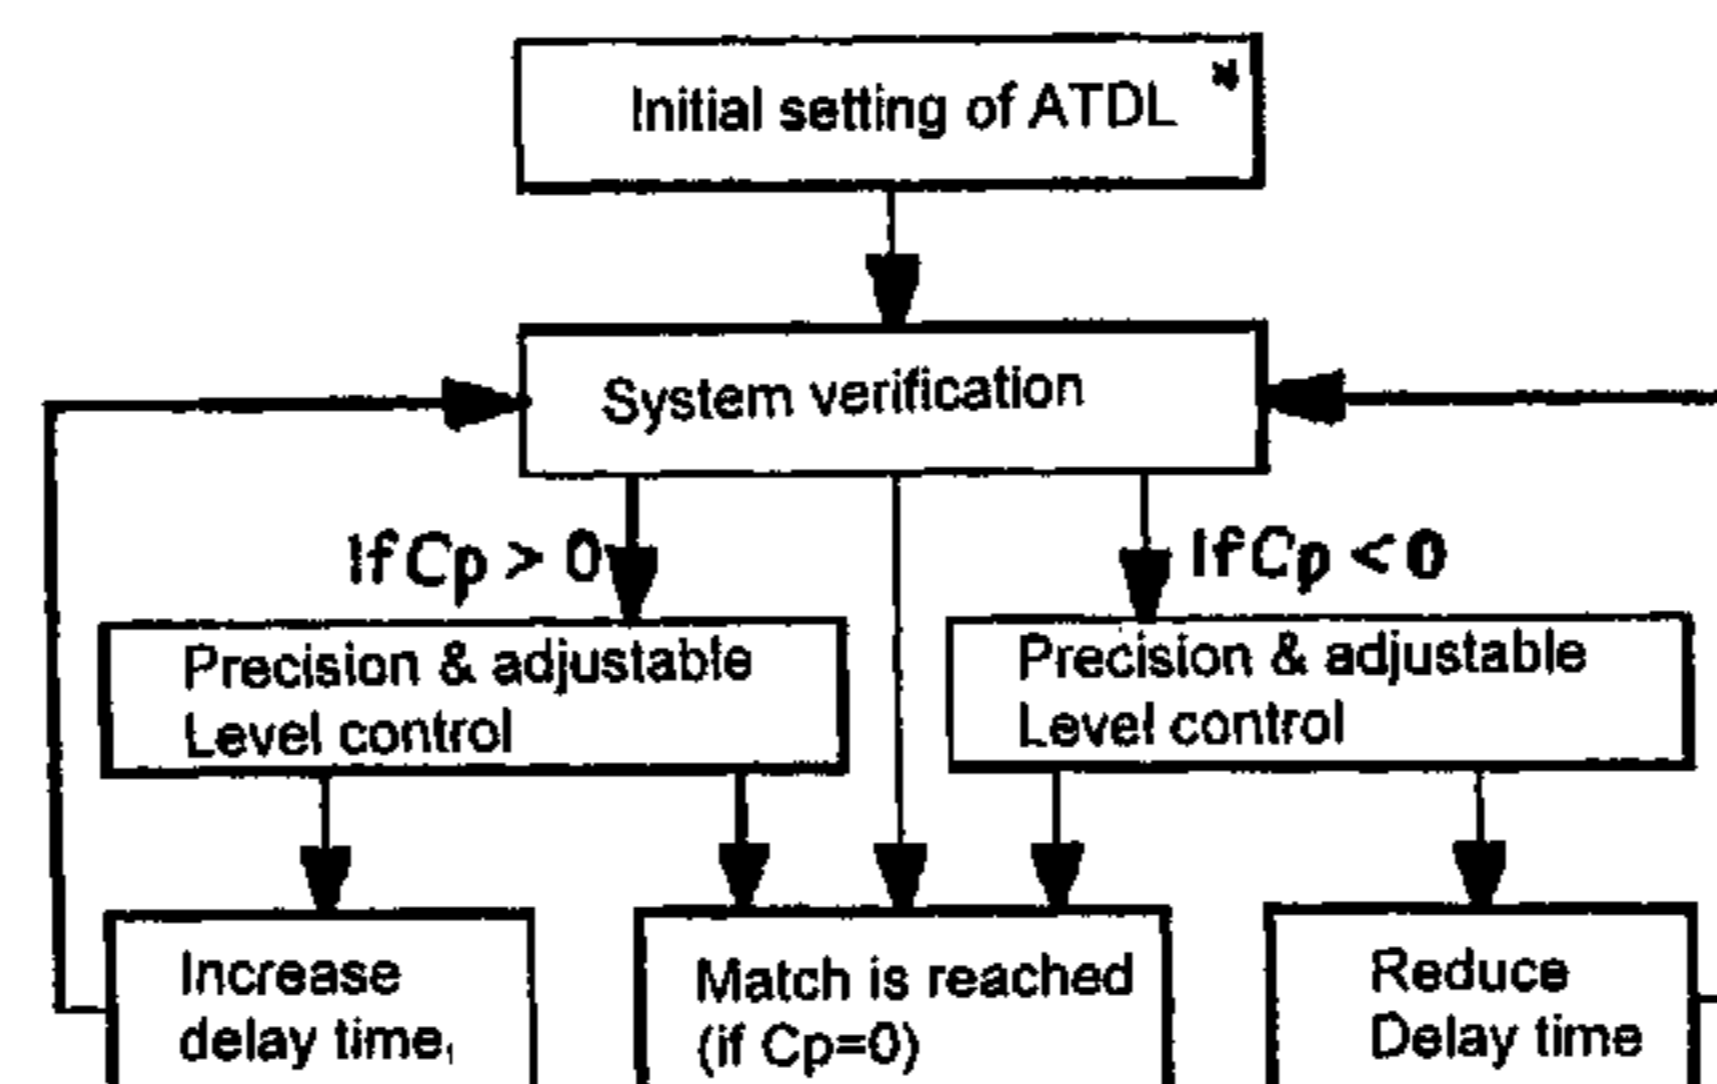 Initial setting of ATDL *
System verification
If Cp > 0
If Cp < 0
Precision & adjustable
Level control
Precision & adjustable
Level control
Increase
delay time,
Match is reached
(if Cp=0)
Reduce
Delay time